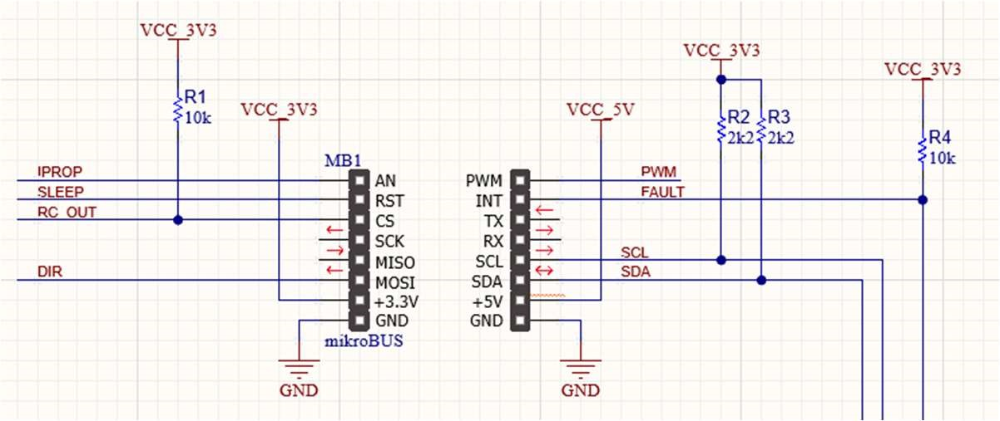 VCC_3V3
R1
10k
VCC_3V3
IPROP
SLEEP
RC_OUT
DIR
MB1
AN
RST
CS
SCK
MISO
MOSI
+3.3V
GND
mikroBUS
GND
VCC_5V
PWM
INT
TX
RX
SCL
SDA
+5V
GND
GND
PWM
FAULT
SCL
SDA
VCC_3V3
R2
2k2
R3
2k2
VCC_3V3
R4
10k